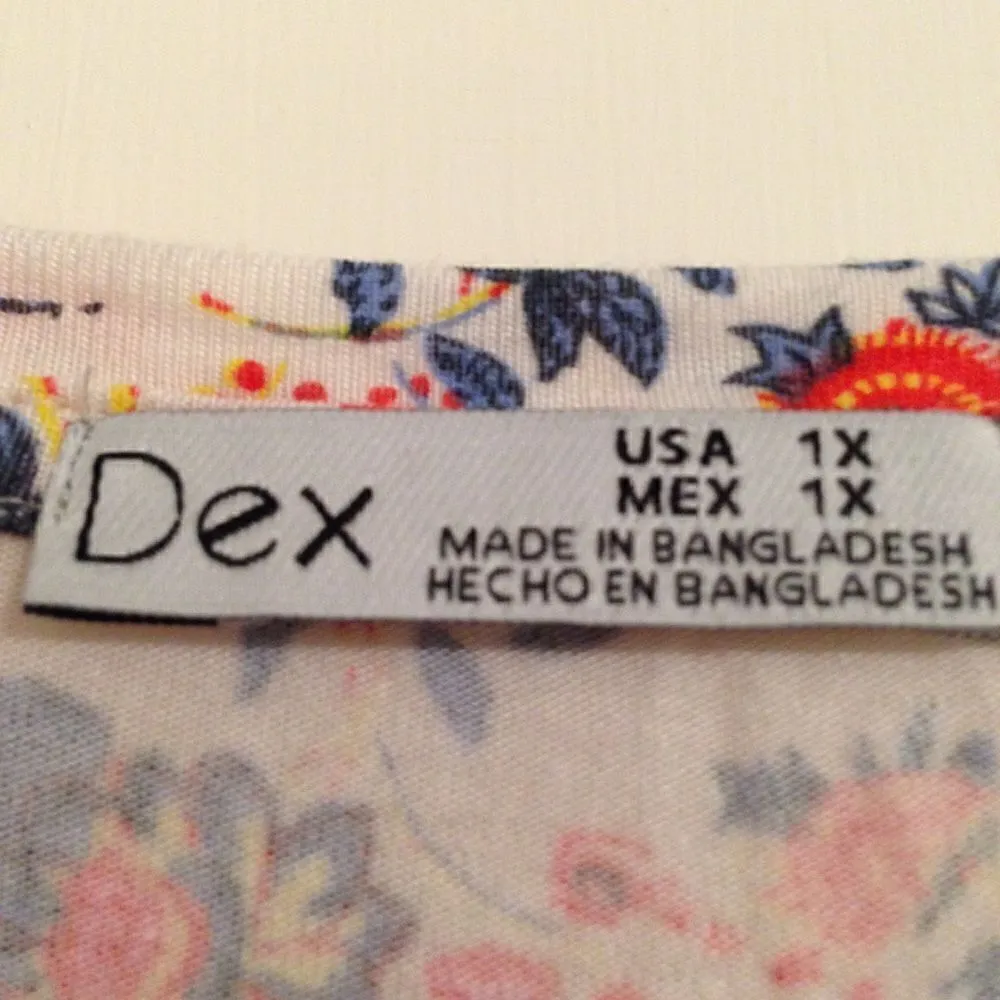 Dex
USA 1X
MEX 1X
MADE IN BANGLADESH
HECHO EN BANGLADESH